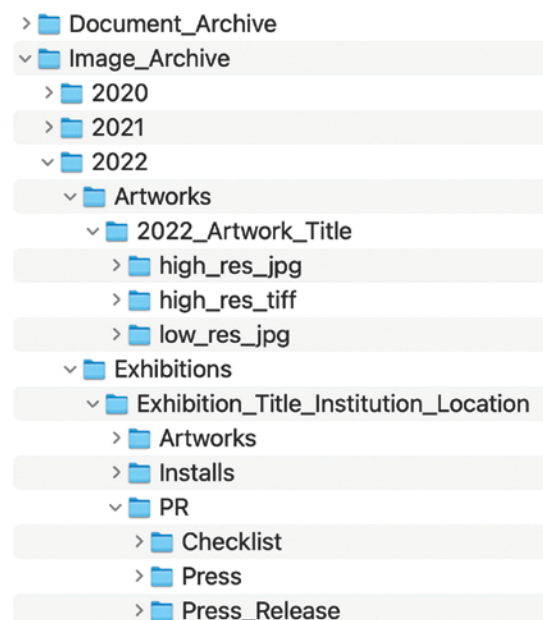 Document_Archive
Image_Archive
2020
2021
2022
Artworks
2022_Artwork_Title
high_res_jpg
high_res_tiff
low_res_jpg
Exhibitions
Exhibition_Title_Institution_Location
Artworks
Installs
PR
Checklist
Press
Press_Release